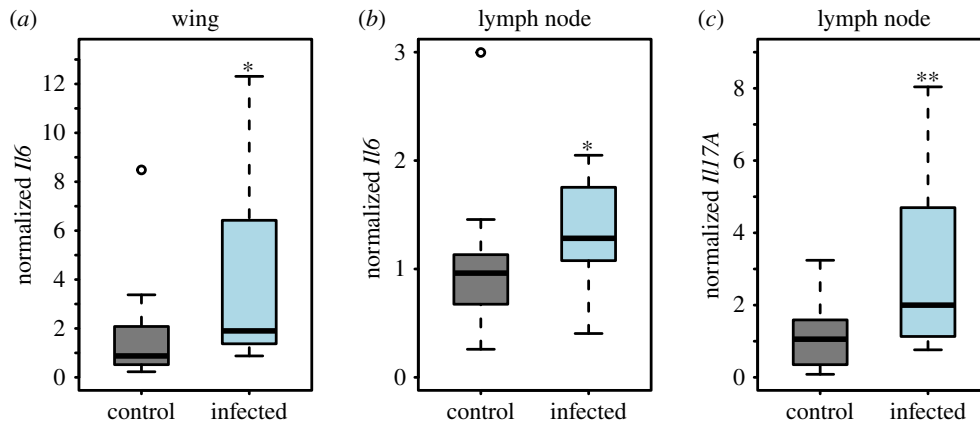 (a) wing
normalized Il6
12
10
8
6
4
2
0
control infected
*
(b) lymph node
normalized Il6
3
2
1
0
control infected
*
(c) lymph node
normalized Il17A
8
6
4
2
0
control infected
**